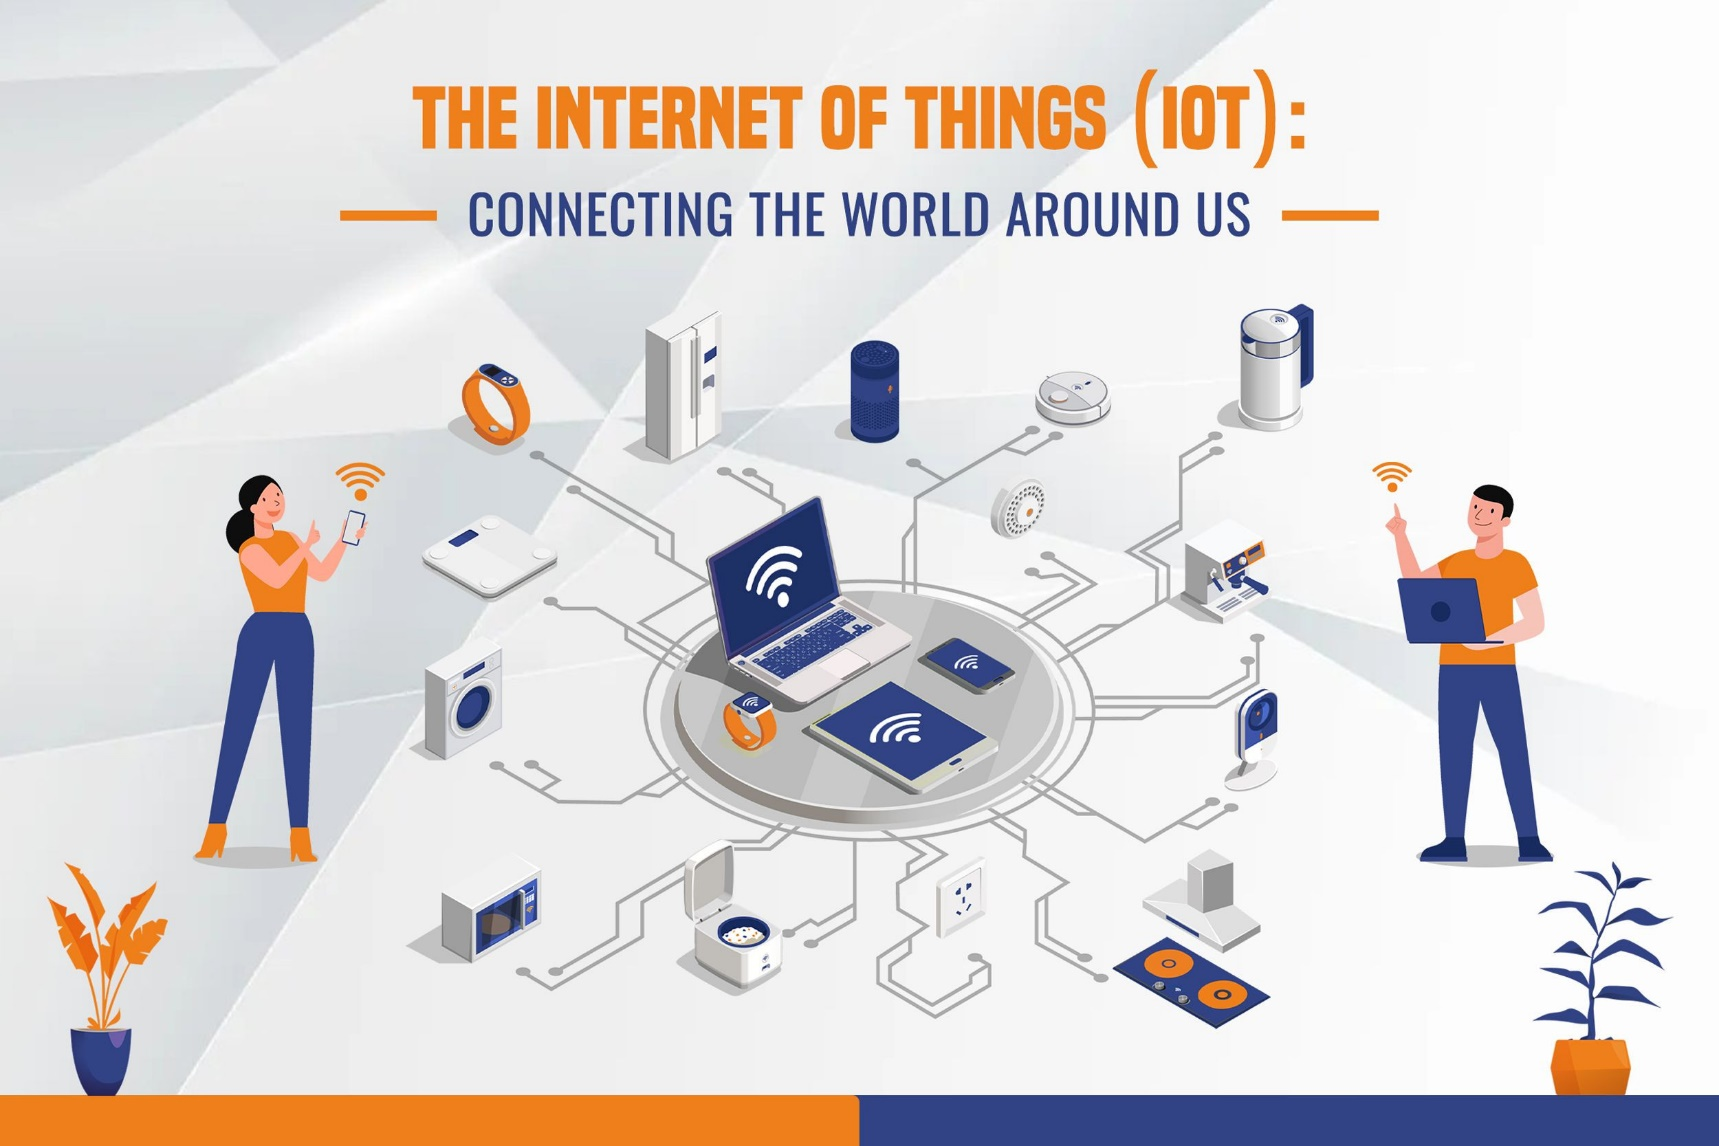 THE INTERNET OF THINGS (IOT):
CONNECTING THE WORLD AROUND US